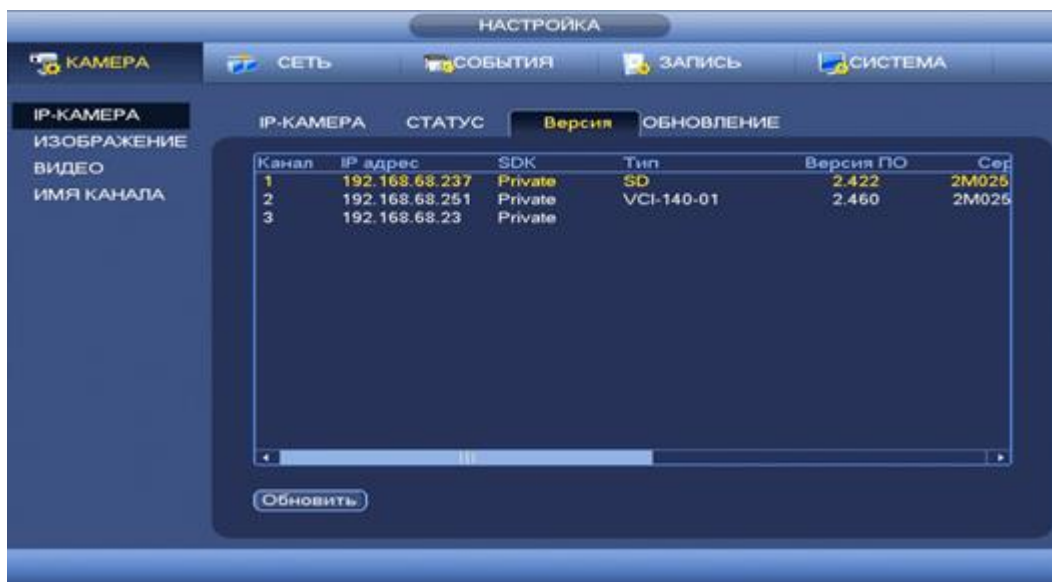 НАСТРОЙКА
КАМЕРА СЕТЬ СОБЫТИЯ ЗАПИСЬ СИСТЕМА
IP-КАМЕРА
ИЗОБРАЖЕНИЕ
ВИДЕО
ИМЯ КАНАЛА
IP-КАМЕРА СТАТУС Версия ОБНОВЛЕНИЕ
Канал IP адрес SDK Тип Версия ПО Сер
1 192.168.68.237 Private SD 2.422 2M025
2 192.168.68.251 Private VCI-140-01 2.460 2M025
3 192.168.68.23 Private
Обновить